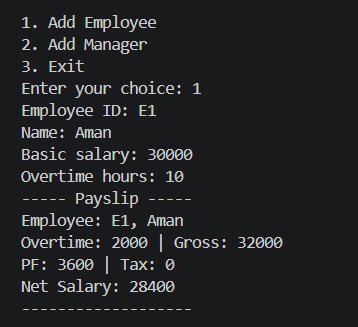 1. Add Employee
2. Add Manager
3. Exit
Enter your choice: 1
Employee ID: E1
Name: Aman
Basic salary: 30000
Overtime hours: 10
----- Payslip -----
Employee: E1, Aman
Overtime: 2000 | Gross: 32000
PF: 3600 | Tax: 0
Net Salary: 28400
-------------------